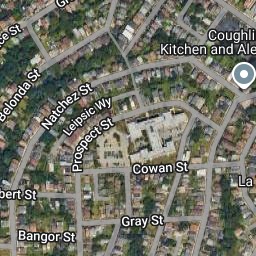 Coughli
Kitchen and Ale
Belonda St
Natchez St
Leipsic Wy
Prospect St
Cowan St
La
bert St
Gray St
Bangor St